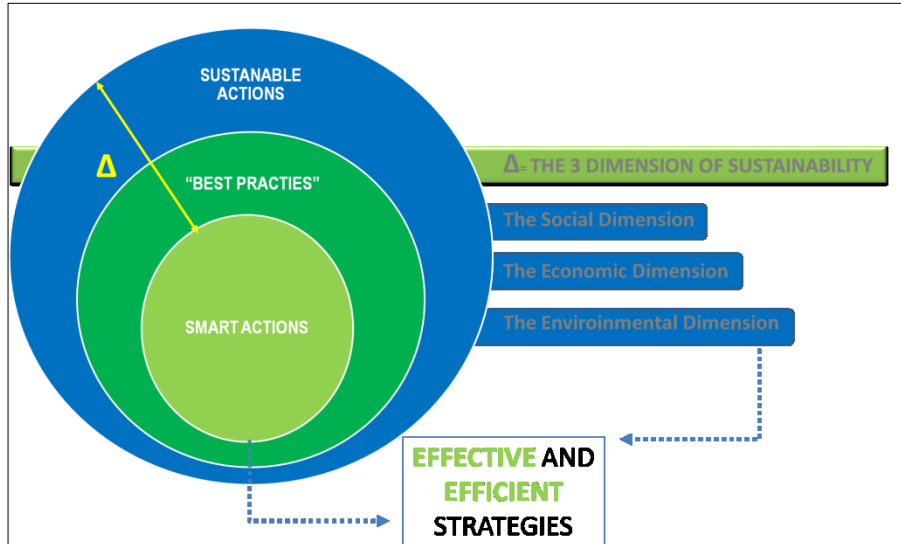 SUSTANABLE
ACTIONS
Δ
“BEST PRACTIES”
SMART ACTIONS
Δ= THE 3 DIMENSION OF SUSTAINABILITY
The Social Dimension
The Economic Dimension
The Enviroinmental Dimension
EFFECTIVE AND
EFFICIENT
STRATEGIES